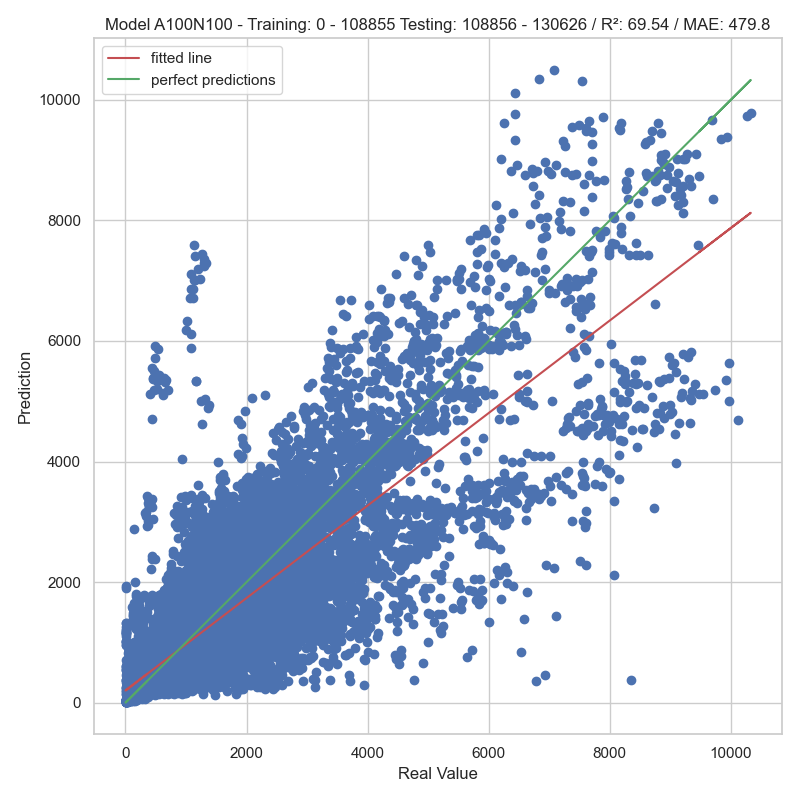 Model A100N100 - Training: 0 - 108855 Testing: 108856 - 130626 / R²: 69.54 / MAE: 479.8
fitted line
perfect predictions
10000
8000
6000
4000
2000
0
Prediction
0 2000 4000 6000 8000 10000
Real Value